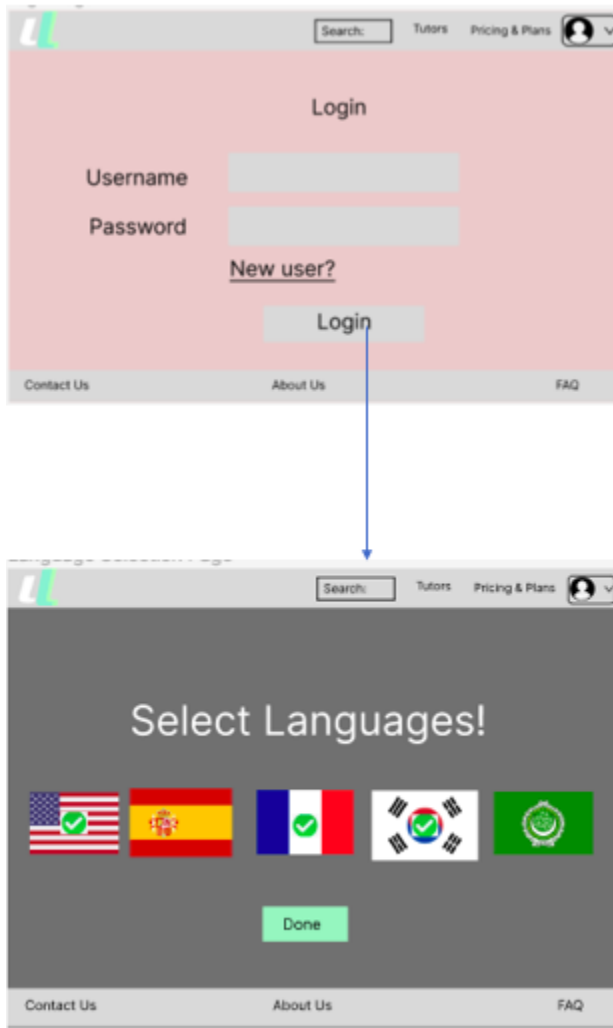 Search: Tutors Pricing & Plans
Login
Username
Password
New user?
Login
Contact Us About Us FAQ
Search: Tutors Pricing & Plans
Select Languages!
Done
Contact Us About Us FAQ